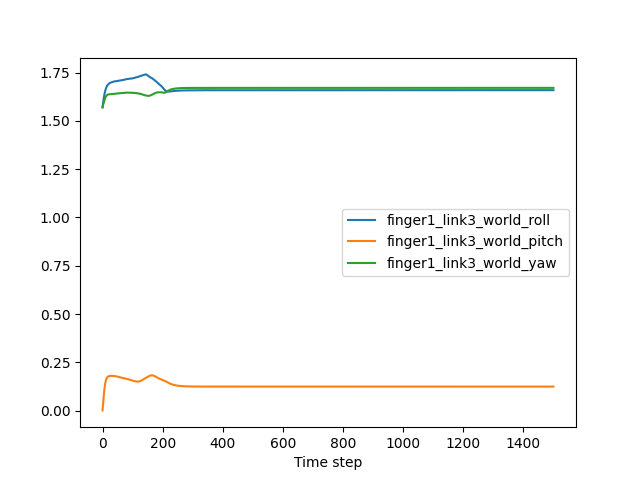 1.75
1.50
1.25
1.00
0.75
0.50
0.25
0.00
finger1_link3_world_roll
finger1_link3_world_pitch
finger1_link3_world_yaw
0 200 400 600 800 1000 1200 1400
Time step